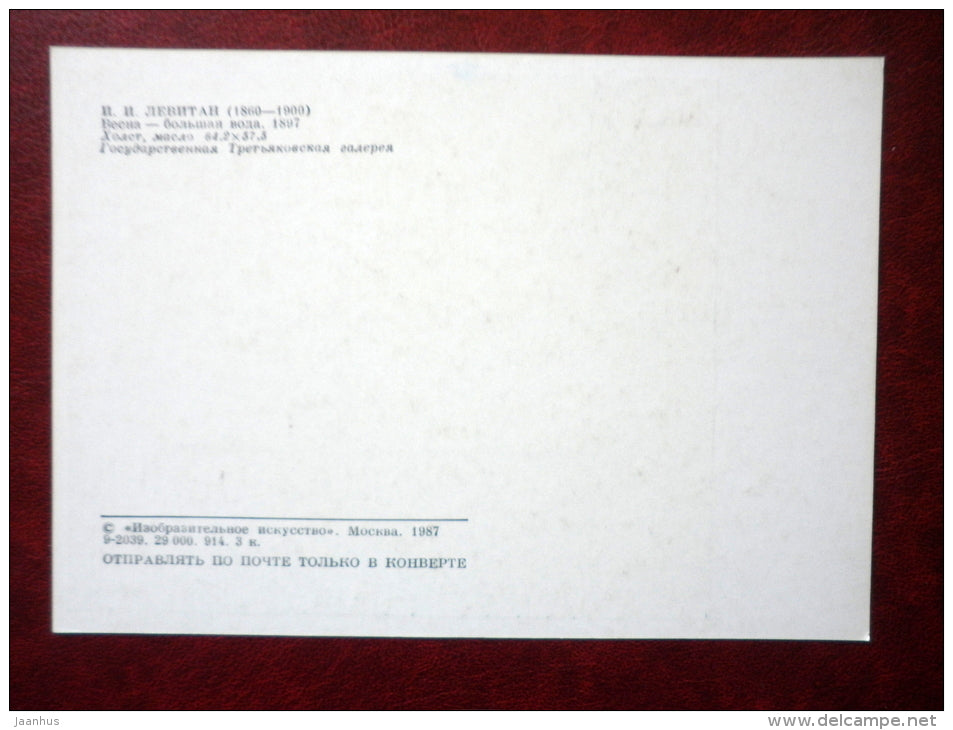 И. И. ЛЕВИТАН (1860—1900)
Весна — большая вода. 1897
Холст, масло 64,2×57,5
Государственная Третьяковская галерея
© «Изобразительное искусство». Москва. 1987
9-2039. 29 000. 914. 3 к.
ОТПРАВЛЯТЬ ПО ПОЧТЕ ТОЛЬКО В КОНВЕРТЕ
jaanhus
www.delcampe.net